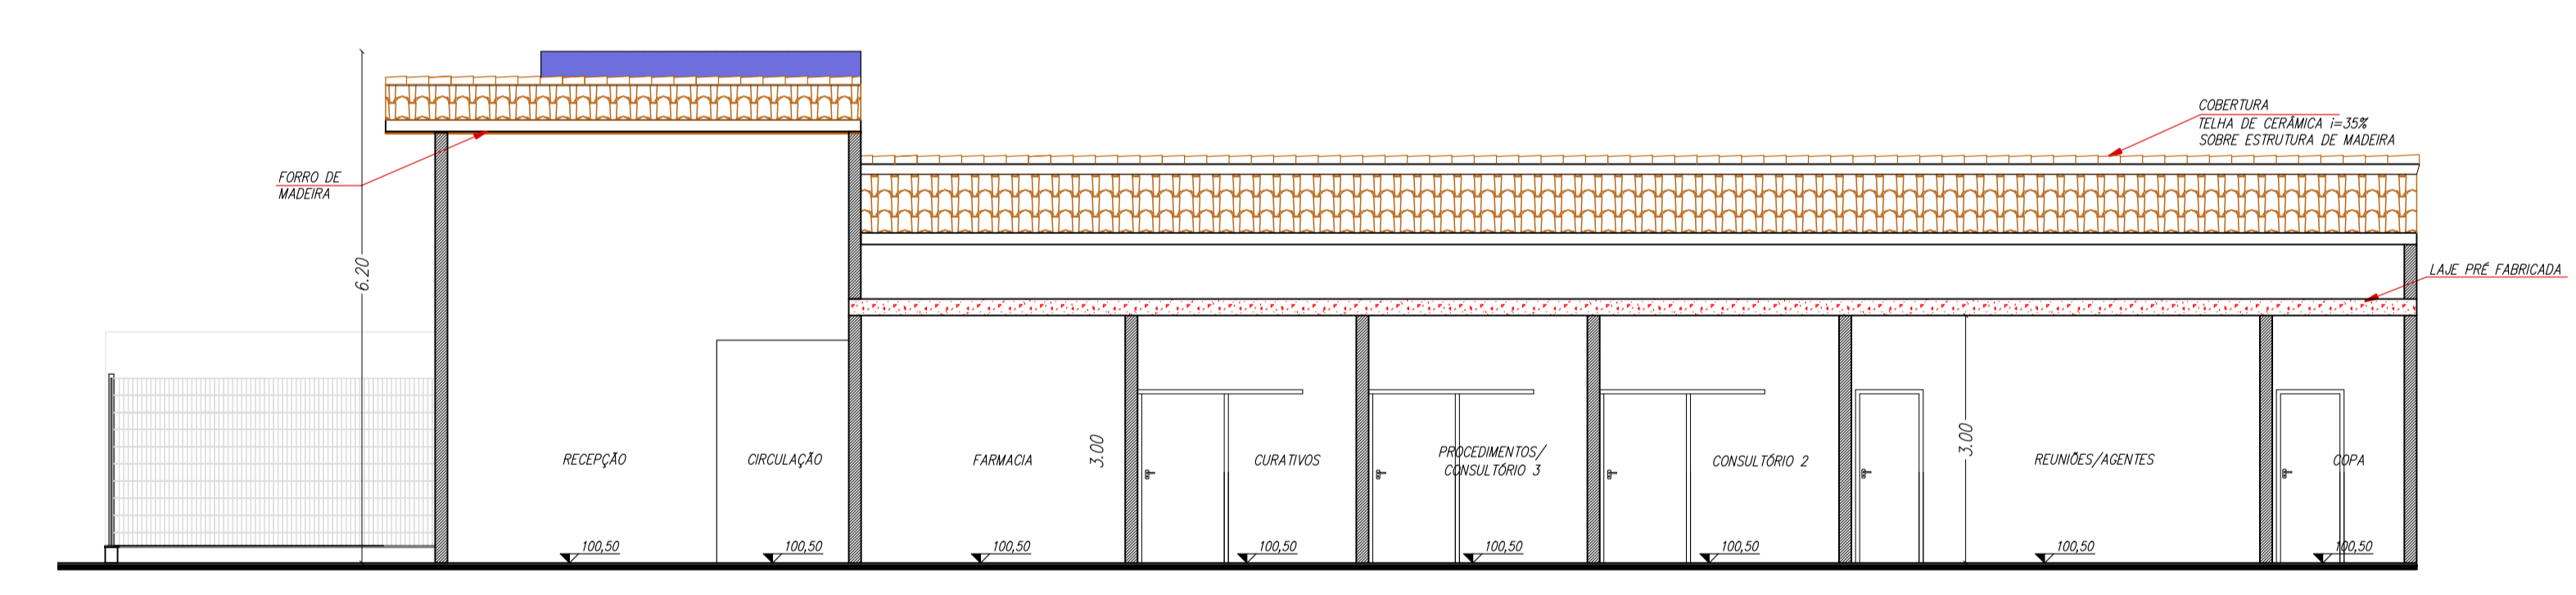 COBERTURA
TELHA DE CERÂMICA i=35%
SOBRE ESTRUTURA DE MADEIRA
FORRO DE
MADEIRA
6.20
LAJE PRÉ FABRICADA
RECEPÇÃO
CIRCULAÇÃO
FARMACIA
3.00
CURATIVOS
PROCEDIMENTOS/
CONSULTÓRIO 3
CONSULTÓRIO 2
3.00
REUNIÕES/AGENTES
COPA
100,50
100,50
100,50
100,50
100,50
100,50
100,50
100,50